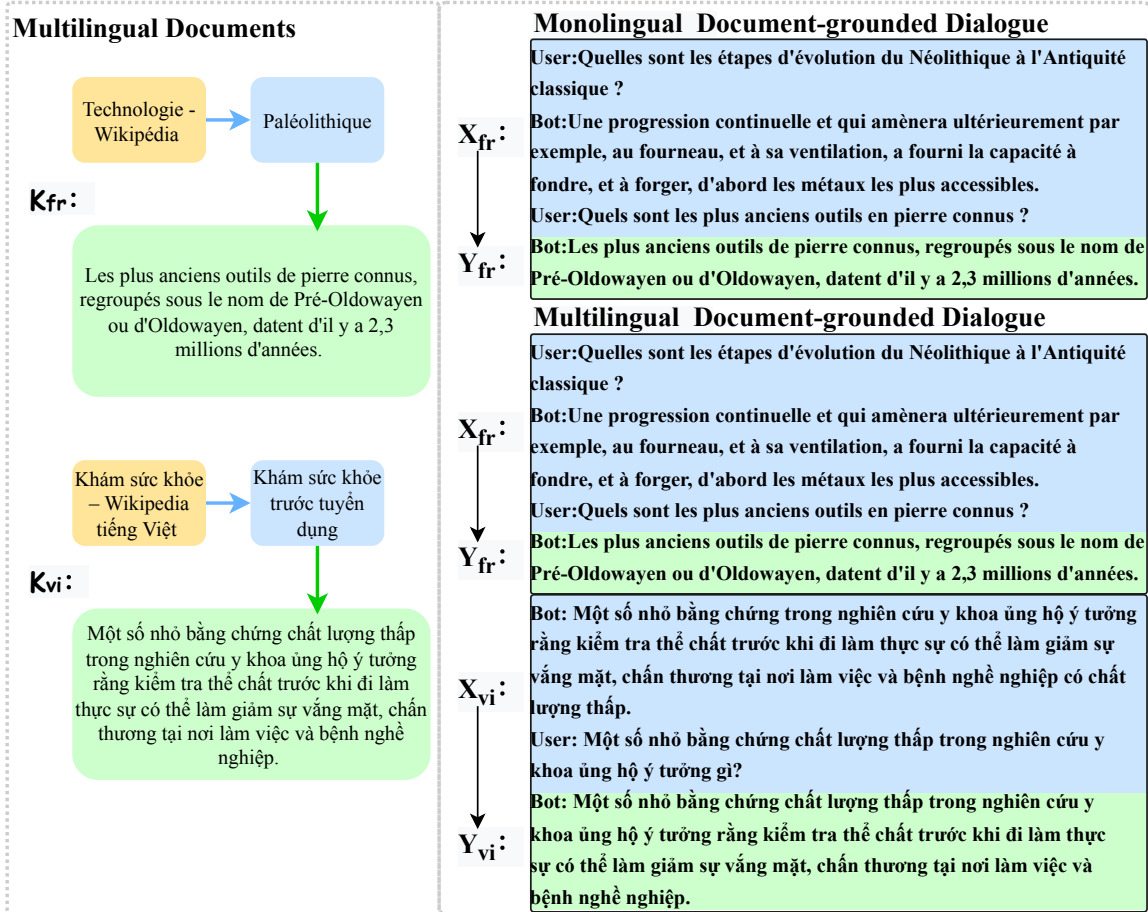 Multilingual Documents
Technologie -
Wikipédia
Paléolithique
Kfr:
Les plus anciens outils de pierre connus,
regroupés sous le nom de Pré-Oldowayen
ou d'Oldowayen, datent d'il y a 2,3
millions d'années.
Khám sức khỏe
– Wikipedia
tiếng Việt
Khám sức khỏe
trước tuyển
dụng
Kvi:
Một số nhỏ bằng chứng chất lượng thấp
trong nghiên cứu y khoa ủng hộ ý tưởng
rằng kiểm tra thể chất trước khi đi làm
thực sự có thể làm giảm sự vắng mặt, chấn
thương tại nơi làm việc và bệnh nghề
nghiệp.
Monolingual Document-grounded Dialogue
User:Quelles sont les étapes d'évolution du Néolithique à l'Antiquité
classique ?
Xfr:
Bot:Une progression continuelle et qui amènera ultérieurement par
exemple, au fourneau, et à sa ventilation, a fourni la capacité à
fondre, et à forger, d'abord les métaux les plus accessibles.
User:Quels sont les plus anciens outils en pierre connus ?
Yfr:
Bot:Les plus anciens outils de pierre connus, regroupés sous le nom de
Pré-Oldowayen ou d'Oldowayen, datent d'il y a 2,3 millions d'années.
Multilingual Document-grounded Dialogue
User:Quelles sont les étapes d'évolution du Néolithique à l'Antiquité
classique ?
Xfr:
Bot:Une progression continuelle et qui amènera ultérieurement par
exemple, au fourneau, et à sa ventilation, a fourni la capacité à
fondre, et à forger, d'abord les métaux les plus accessibles.
User:Quels sont les plus anciens outils en pierre connus ?
Yfr:
Bot:Les plus anciens outils de pierre connus, regroupés sous le nom de
Pré-Oldowayen ou d'Oldowayen, datent d'il y a 2,3 millions d'années.
Xvi:
Bot: Một số nhỏ bằng chứng trong nghiên cứu y khoa ủng hộ ý tưởng
rằng kiểm tra thể chất trước khi đi làm thực sự có thể làm giảm sự
vắng mặt, chấn thương tại nơi làm việc và bệnh nghề nghiệp có chất
lượng thấp.
User: Một số nhỏ bằng chứng chất lượng thấp trong nghiên cứu y
khoa ủng hộ ý tưởng gì?
Yvi:
Bot: Một số nhỏ bằng chứng chất lượng thấp trong nghiên cứu y
khoa ủng hộ ý tưởng rằng kiểm tra thể chất trước khi đi làm thực
sự có thể làm giảm sự vắng mặt, chấn thương tại nơi làm việc và
bệnh nghề nghiệp.